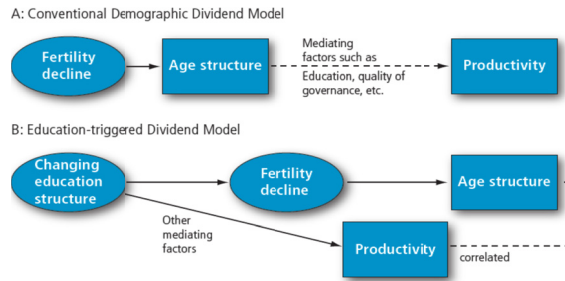 A: Conventional Demographic Dividend Model
Fertility
decline
Age structure
Mediating
factors such as
Education, quality of
governance, etc.
Productivity
B: Education-triggered Dividend Model
Changing
education
structure
Fertility
decline
Age structure
Other
mediating
factors
Productivity
correlated